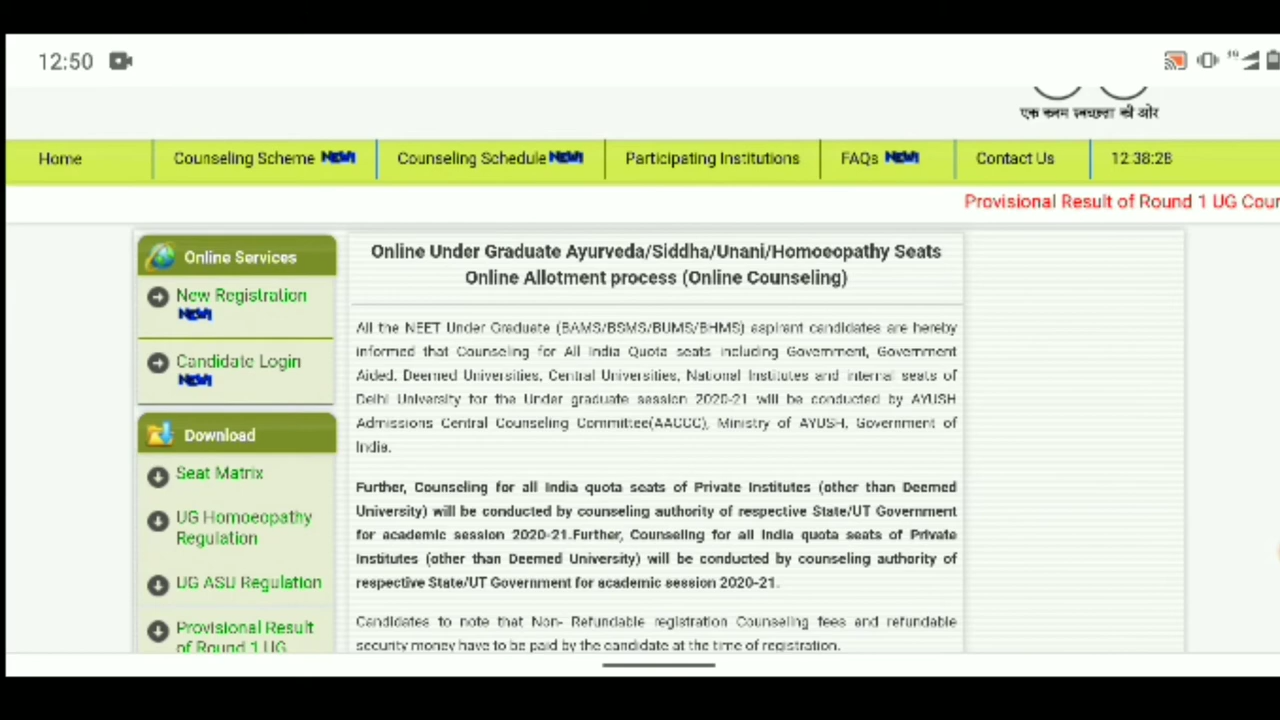 12:50
एक कदम स्वच्छता की ओर
Home
Counseling Scheme NEW!
Counseling Schedule NEW!
Participating Institutions
FAQs NEW!
Contact Us
12:38:28
Provisional Result of Round 1 UG Coun
Online Services
New Registration
NEW!
Candidate Login
NEW!
Download
Seat Matrix
UG Homoeopathy
Regulation
UG ASU Regulation
Provisional Result
of Round 1 UG
Online Under Graduate Ayurveda/Siddha/Unani/Homoeopathy Seats
Online Allotment process (Online Counseling)
All the NEET Under Graduate (BAMS/BSMS/BUMS/BHMS) aspirant candidates are hereby
informed that Counseling for All India Quota seats including Government, Government
Aided, Deemed Universities, Central Universities, National Institutes and internal seats of
Delhi University for the Under graduate session 2020-21 will be conducted by AYUSH
Admissions Central Counseling Committee(AACCC), Ministry of AYUSH, Government of
India.
Further, Counseling for all India quota seats of Private Institutes (other than Deemed
University) will be conducted by counseling authority of respective State/UT Government
for academic session 2020-21.Further, Counseling for all India quota seats of Private
Institutes (other than Deemed University) will be conducted by counseling authority of
respective State/UT Government for academic session 2020-21.
Candidates to note that Non- Refundable registration Counseling fees and refundable
security money have to be paid by the candidate at the time of registration.